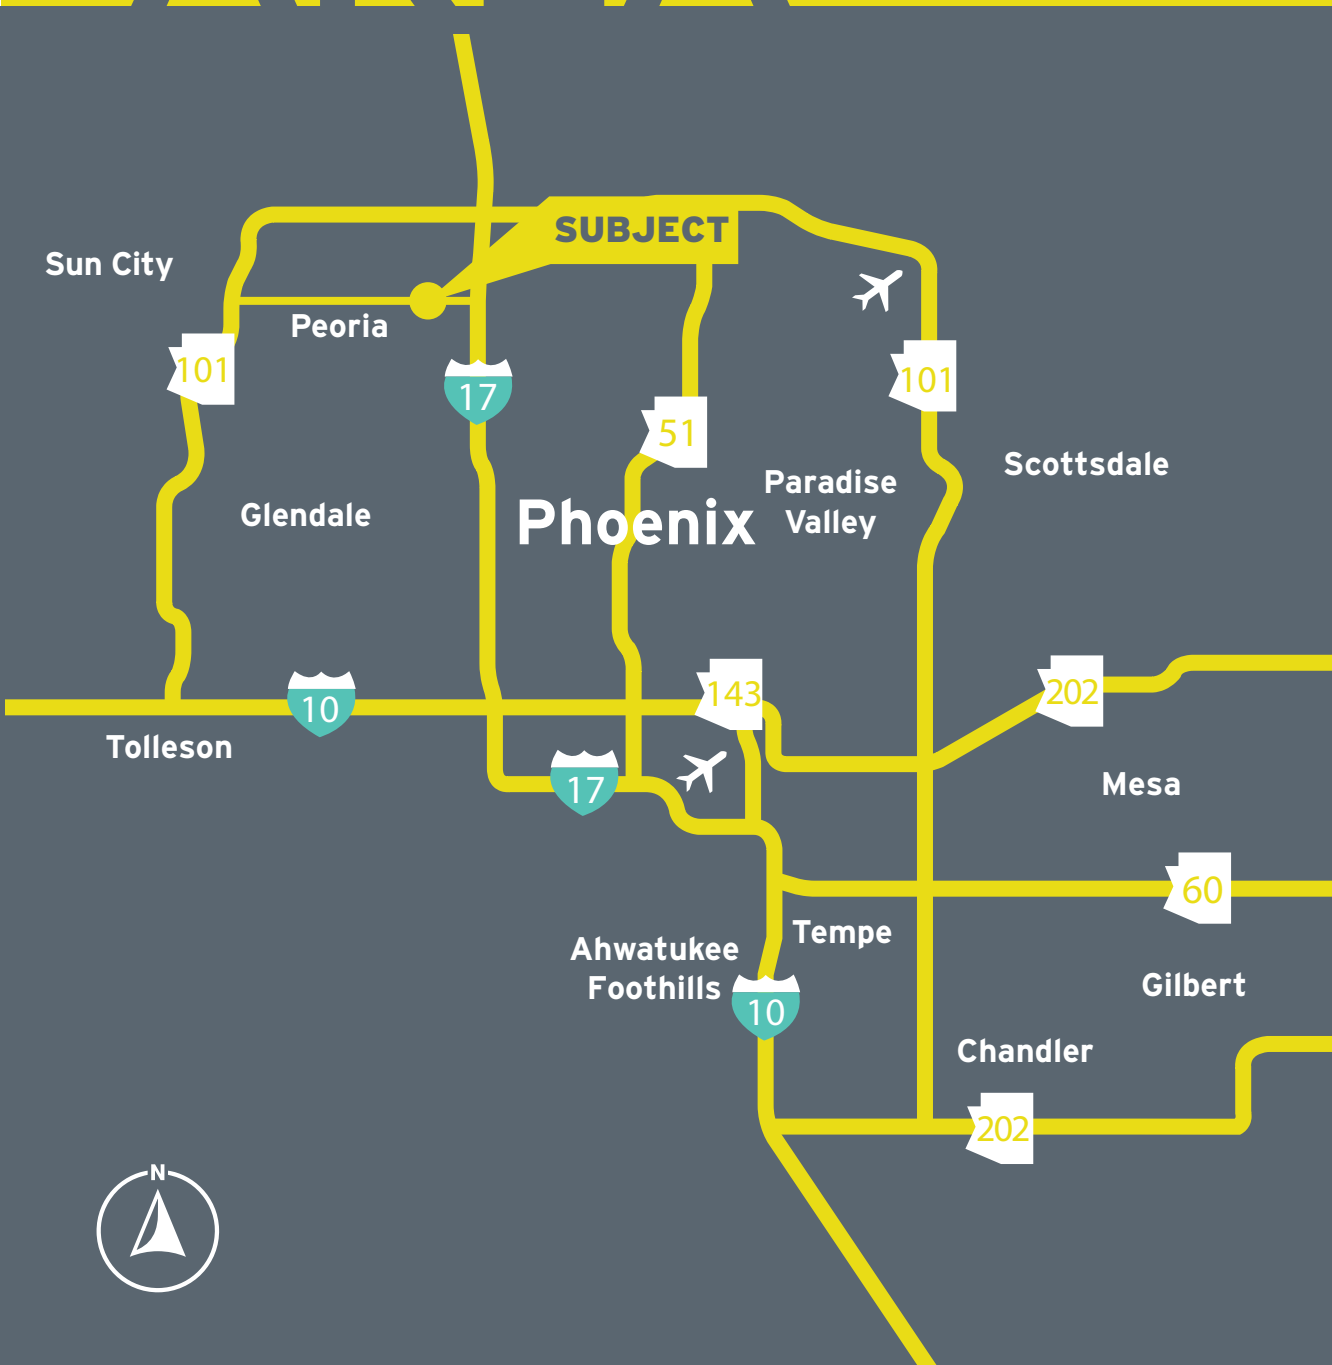 SUBJECT
Sun City
Peoria
101
17
101
51
Scottsdale
Paradise
Valley
Glendale
Phoenix
143
202
10
Tolleson
17
Mesa
60
Tempe
Ahwatukee
Foothills
Gilbert
10
Chandler
202
N